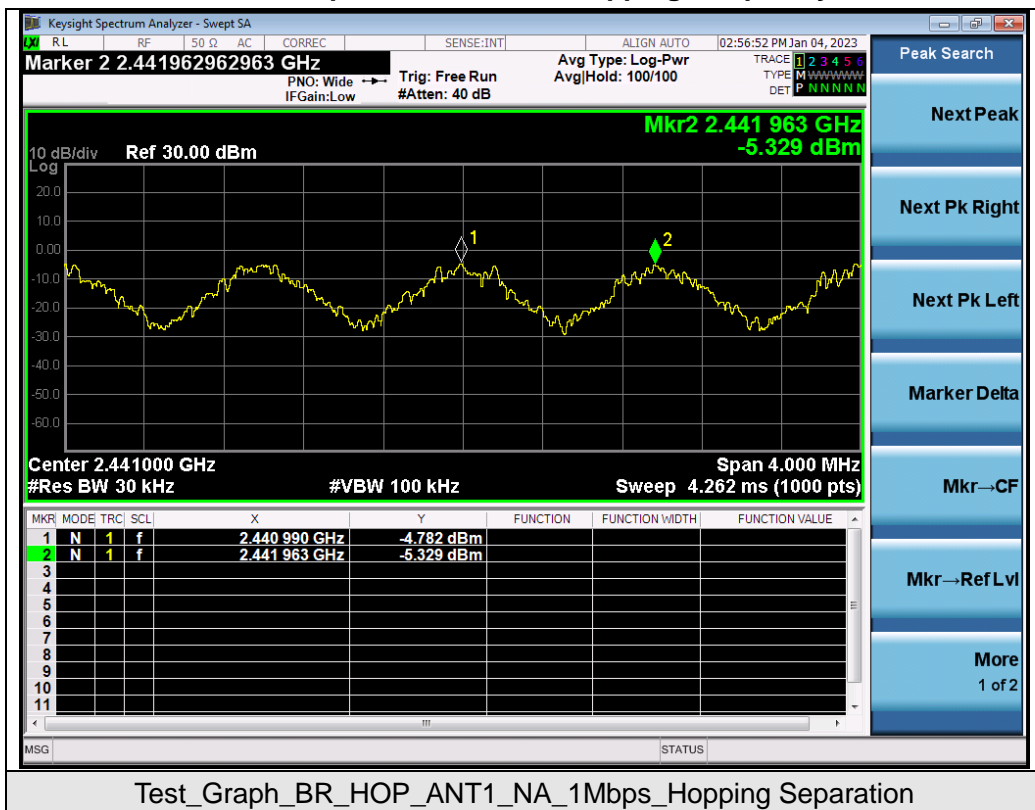 Keysight Spectrum Analyzer - Swept SA
LXI RL RF 50 Ω AC CORREC SENSE:INT ALIGN AUTO 02:56:52 PM Jan 04, 2023
Marker 2 2.441962962963 GHz
PNO: Wide
IFGain:Low
Trig: Free Run
#Atten: 40 dB
Avg Type: Log-Pwr
Avg|Hold: 100/100
TRACE 1 2 3 4 5 6
TYPE M W W W W W
DET P N N N N N
Mkr2 2.441 963 GHz
-5.329 dBm
10 dB/div Ref 30.00 dBm
Log
20.0
10.0
0.00
-10.0
-20.0
-30.0
-40.0
-50.0
-60.0
1
2
Center 2.441000 GHz Span 4.000 MHz
#Res BW 30 kHz #VBW 100 kHz Sweep 4.262 ms (1000 pts)
MKR MODE TRC SCL X Y FUNCTION FUNCTION WIDTH FUNCTION VALUE
1 N 1 f 2.440 990 GHz -4.782 dBm
2 N 1 f 2.441 963 GHz -5.329 dBm
3
4
5
6
7
8
9
10
11
MSG STATUS
Peak Search
Next Peak
Next Pk Right
Next Pk Left
Marker Delta
Mkr→CF
Mkr→Ref Lvl
More
1 of 2
Test_Graph_BR_HOP_ANT1_NA_1Mbps_Hopping Separation